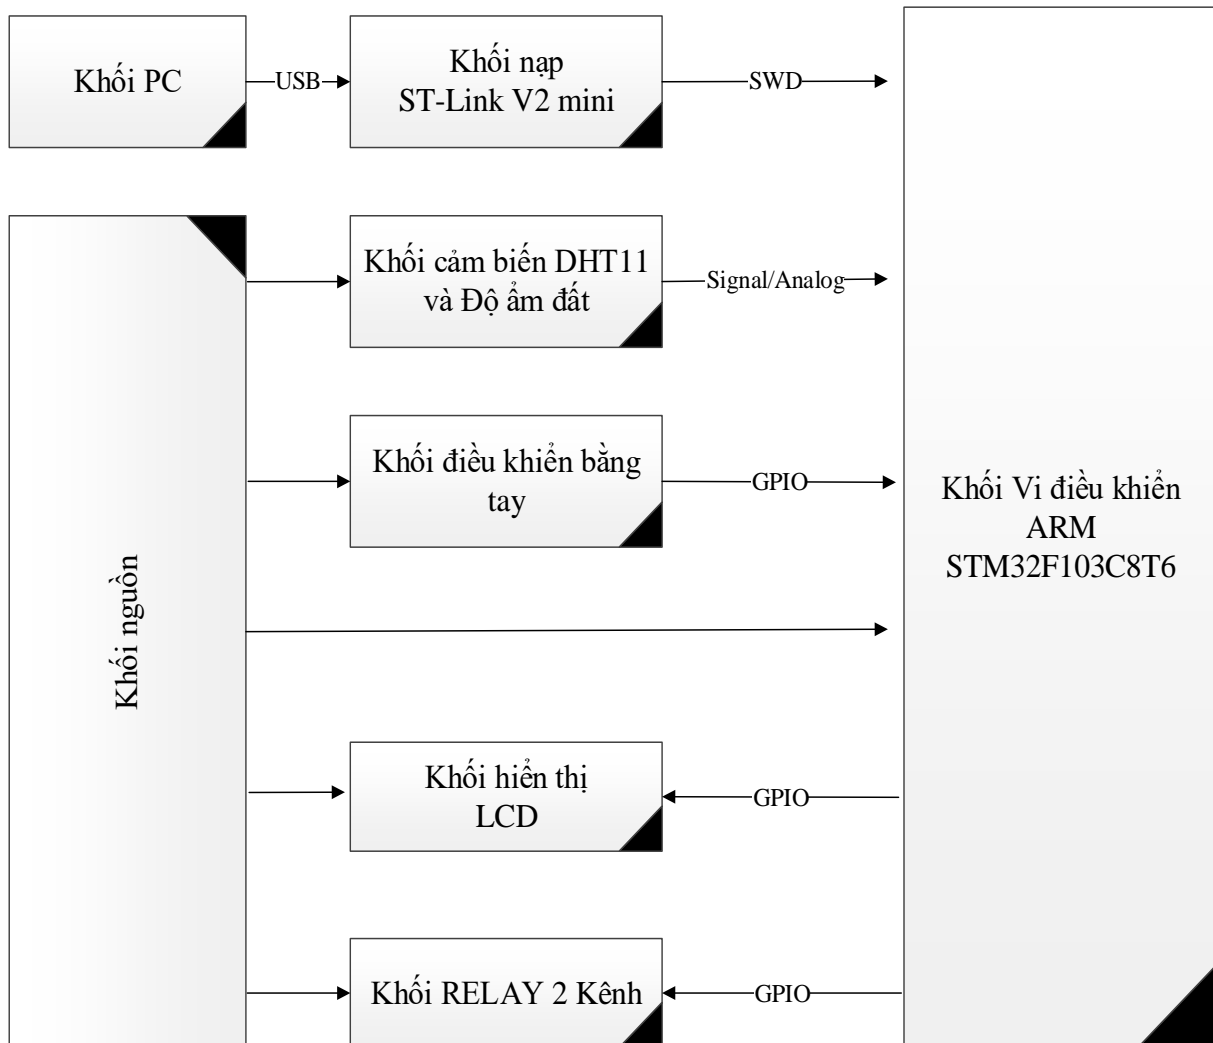 Khối PC
USB
Khối nạp
ST-Link V2 mini
SWD
Khối cảm biến DHT11
và Độ ẩm đất
Signal/Analog
Khối điều khiển bằng
tay
GPIO
Khối Vi điều khiển
ARM
STM32F103C8T6
Khối nguồn
Khối hiển thị
LCD
GPIO
Khối RELAY 2 Kênh
GPIO